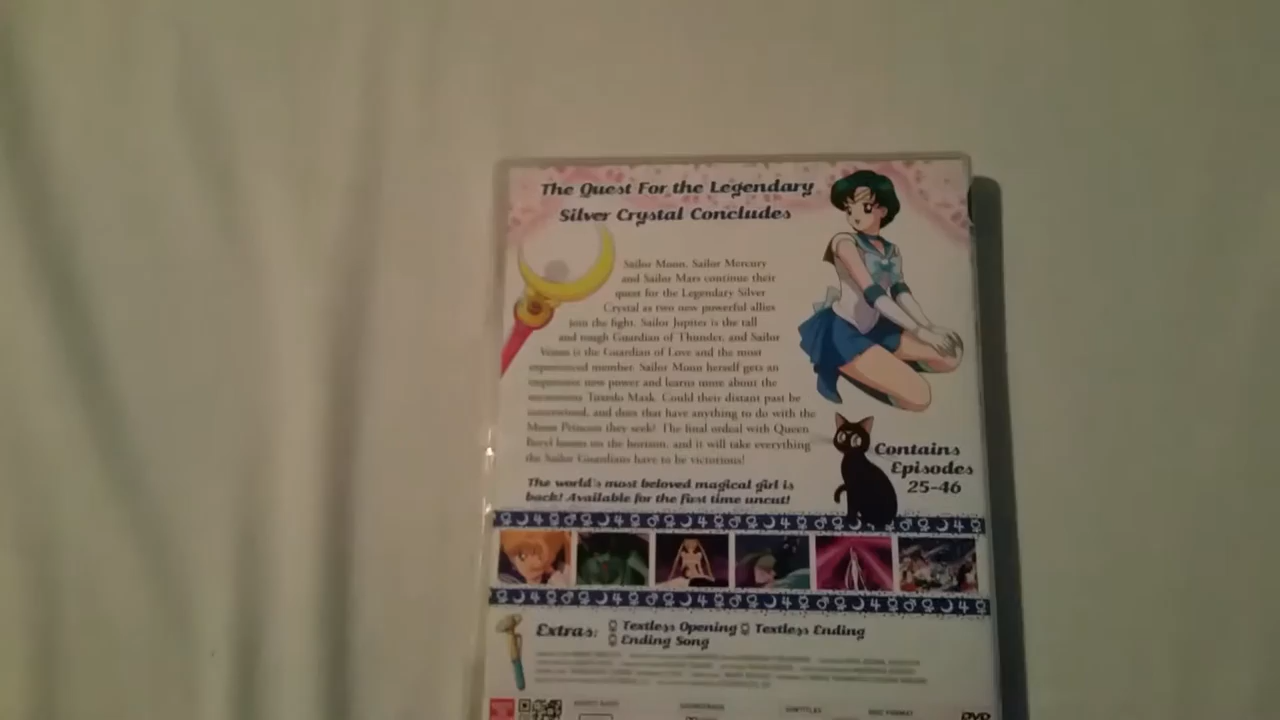 The Quest For the Legendary
Silver Crystal Concludes
Sailor Moon, Sailor Mercury
and Sailor Mars continue their
quest for the Legendary Silver
Crystal as two new powerful allies
join the fight. Sailor Jupiter is the tall
and tough Guardian of Thunder, and Sailor
Venus is the Guardian of Love and the most
experienced member. Sailor Moon herself gets an
new power and learns more about the
Tuxedo Mask. Could their distant past be
and does that have anything to do with the
Moon Princess they seek? The final ordeal with Queen
Beryl looms on the horizon, and it will take everything
the Sailor Guardians have to be victorious!
The world's most beloved magical girl is
back! Available for the first time uncut!
Contains
Episodes
25-46
Extras: Textless Opening Textless Ending
Ending Song
SUBTITLES
DISC FORMAT
DVD